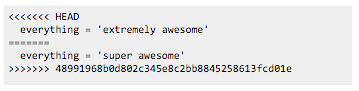 <<<<<<< HEAD
  everything = 'extremely awesome'
=======
  everything = 'super awesome'
>>>>>>> 48991968b0d802c345e8c2bb8845258613fcd01e